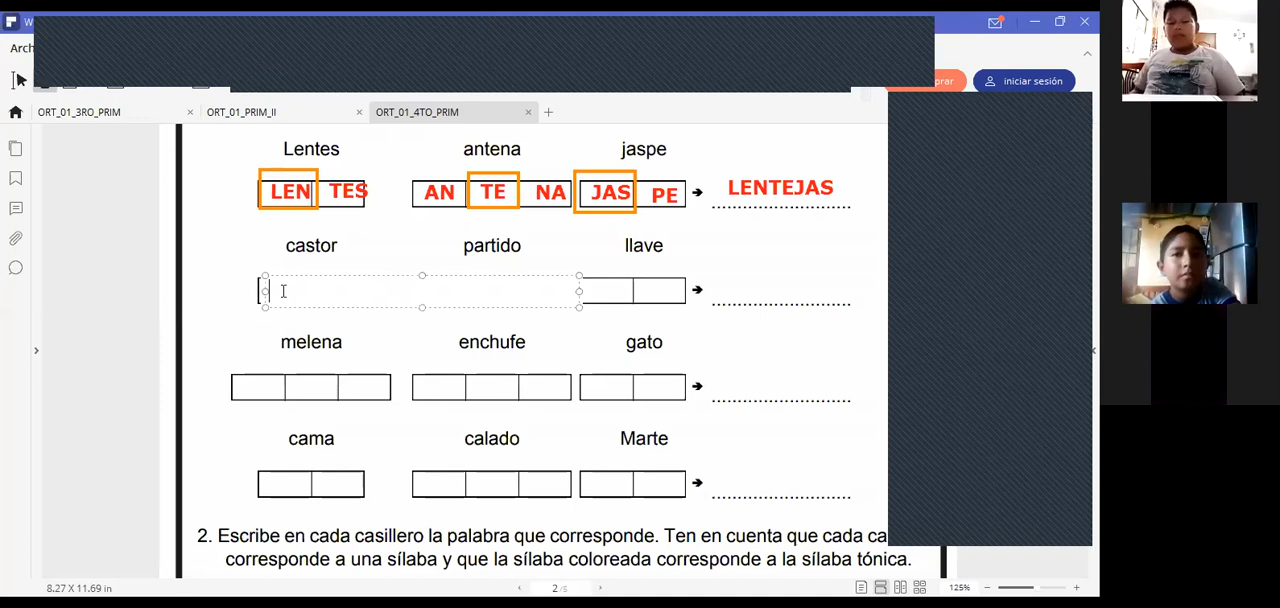 W
Arch
rar
iniciar sesión
ORT_01_3RO_PRIM
ORT_01_PRIM_II
ORT_01_4TO_PRIM
Lentes antena jaspe
LEN TES AN TE NA JAS PE LENTEJAS
castor partido llave
melena enchufe gato
cama calado Marte
2. Escribe en cada casillero la palabra que corresponde. Ten en cuenta que cada ca
corresponde a una sílaba y que la sílaba coloreada corresponde a la sílaba tónica.
8.27 X 11.69 in
2 /5
125%